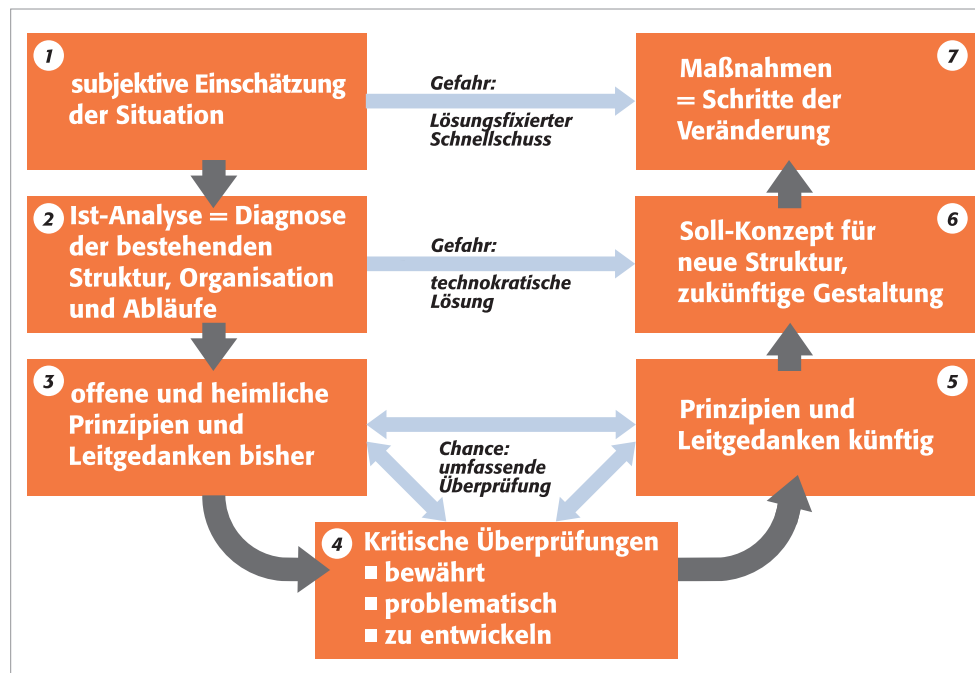 1
subjektive Einschätzung
der Situation
Gefahr:
Lösungsfixierter
Schnellschuss
7
Maßnahmen
= Schritte der
Veränderung
2
Ist-Analyse = Diagnose
der bestehenden
Struktur, Organisation
und Abläufe
Gefahr:
technokratische
Lösung
6
Soll-Konzept für
neue Struktur,
zukünftige Gestaltung
3
offene und heimliche
Prinzipien und
Leitgedanken bisher
Chance:
umfassende
Überprüfung
5
Prinzipien und
Leitgedanken künftig
4
Kritische Überprüfungen
bewährt
problematisch
zu entwickeln